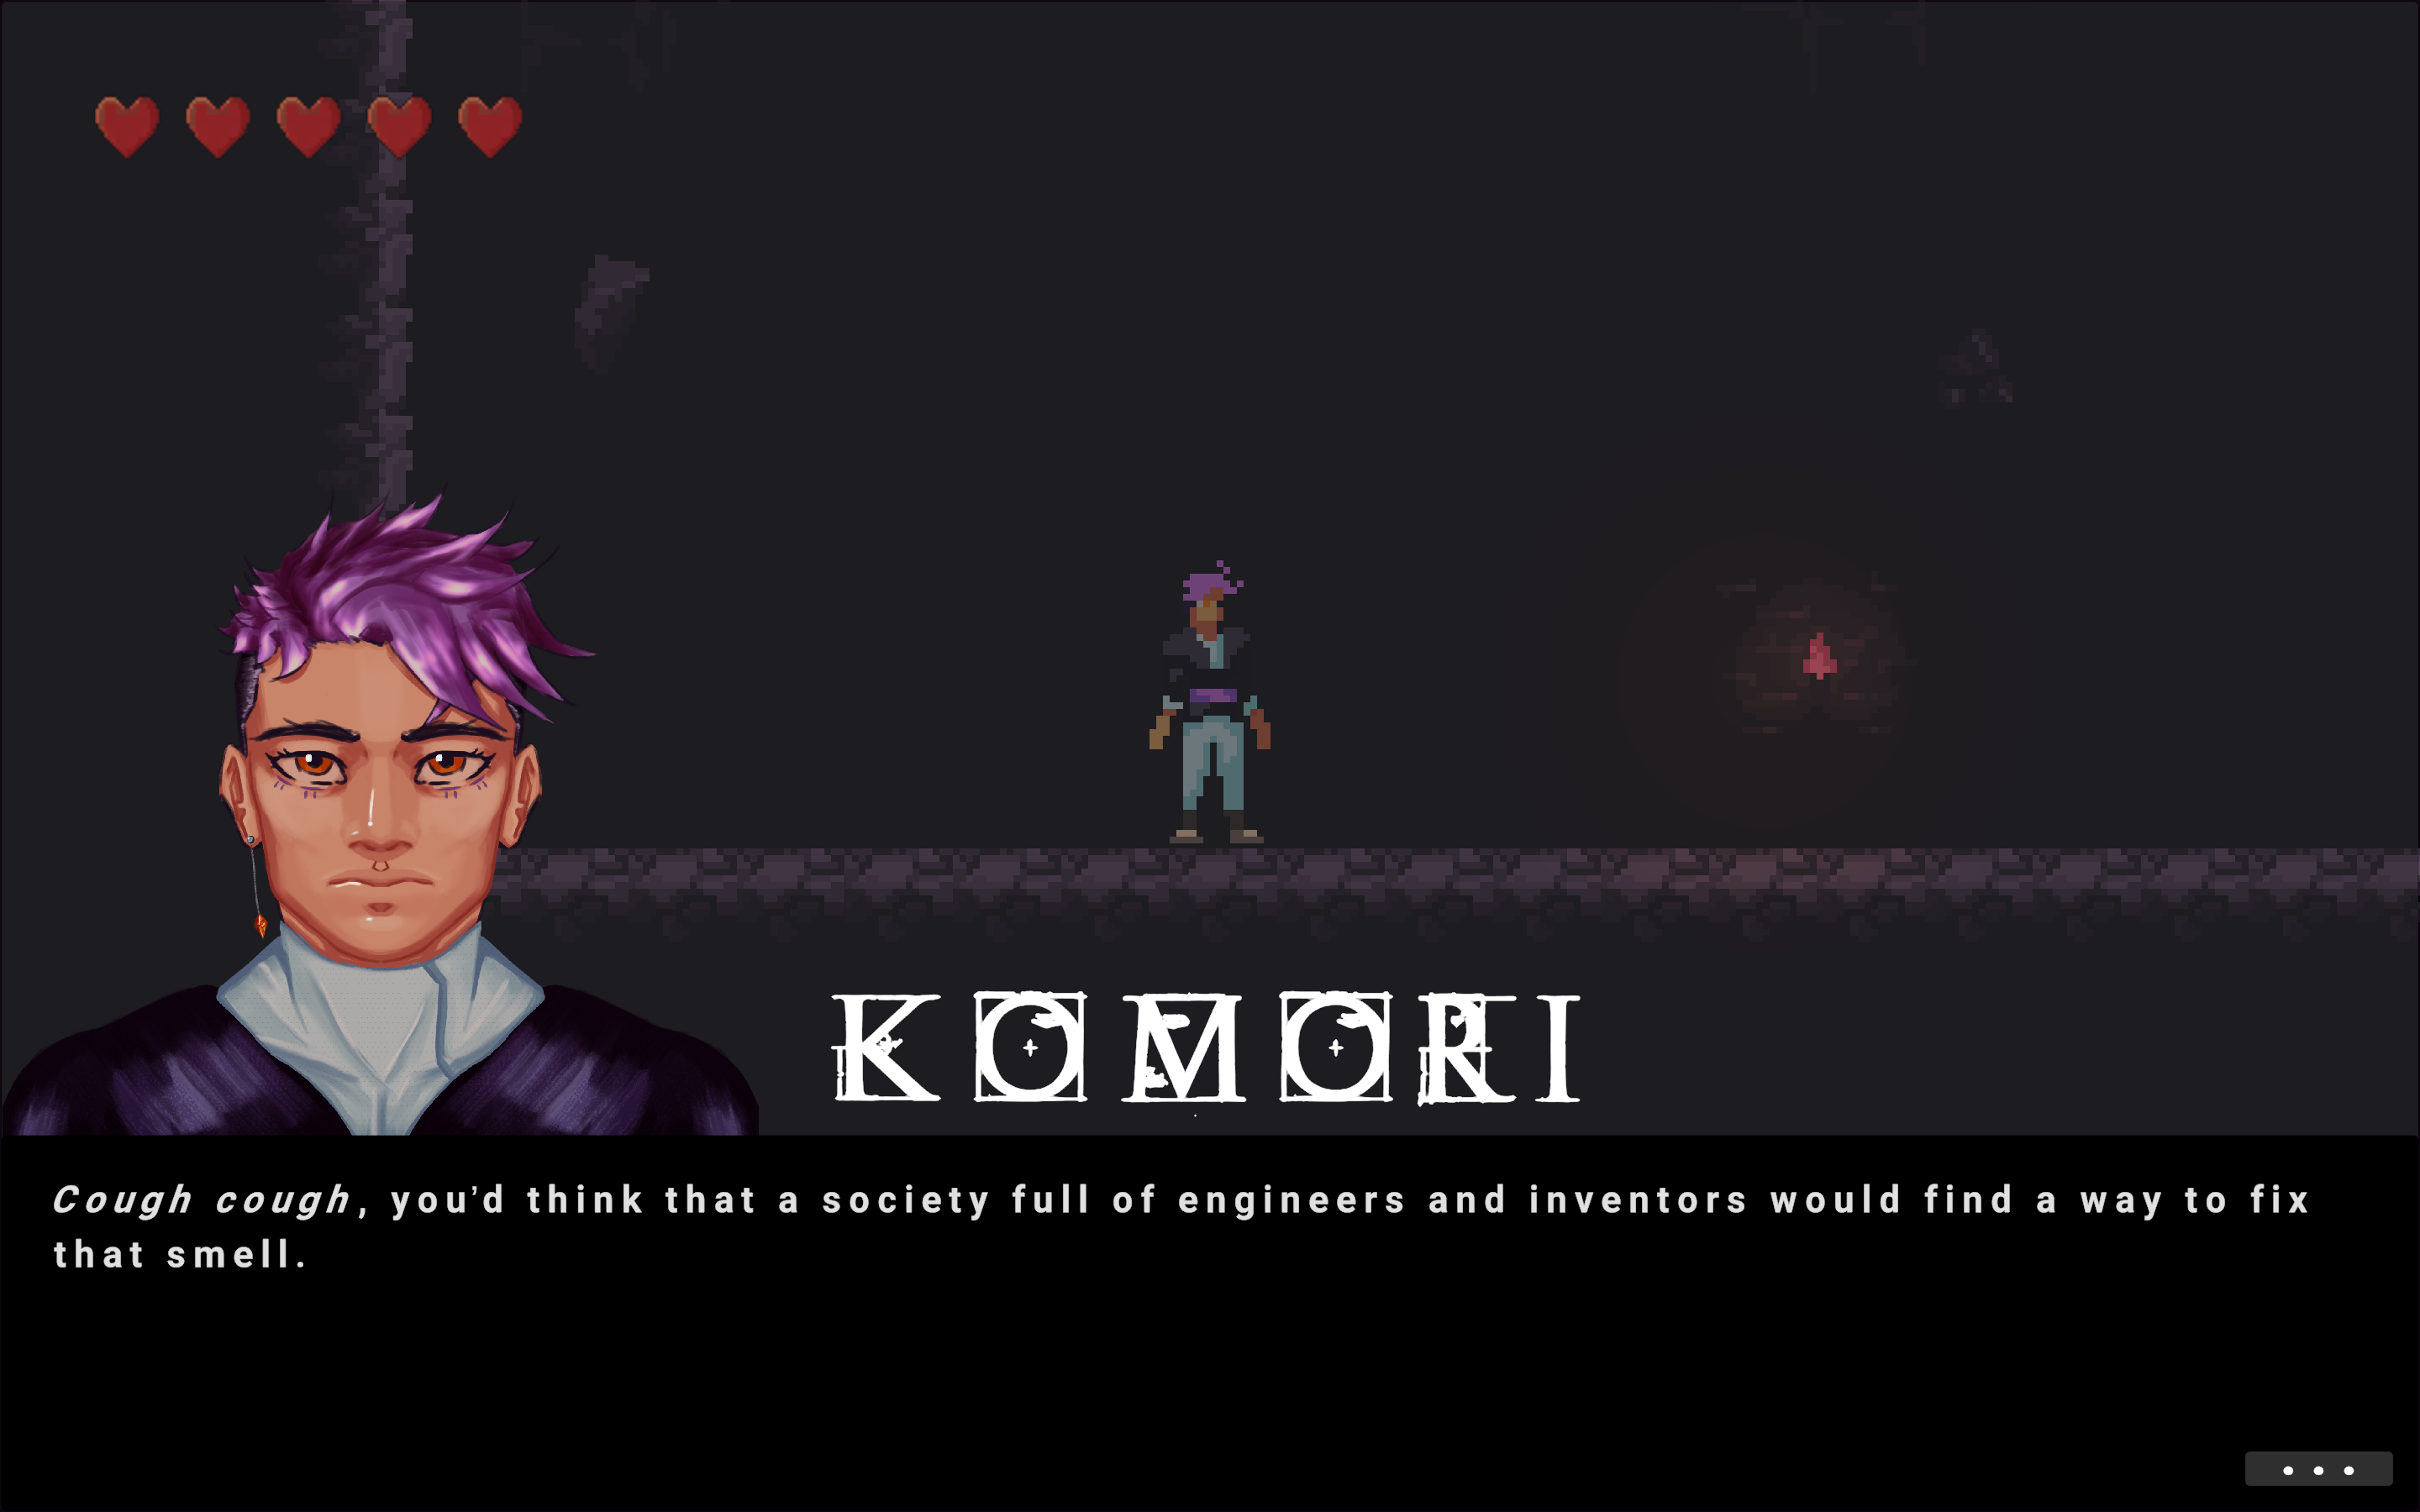 KOMORI
Cough cough, you’d think that a society full of engineers and inventors would find a way to fix
that smell.